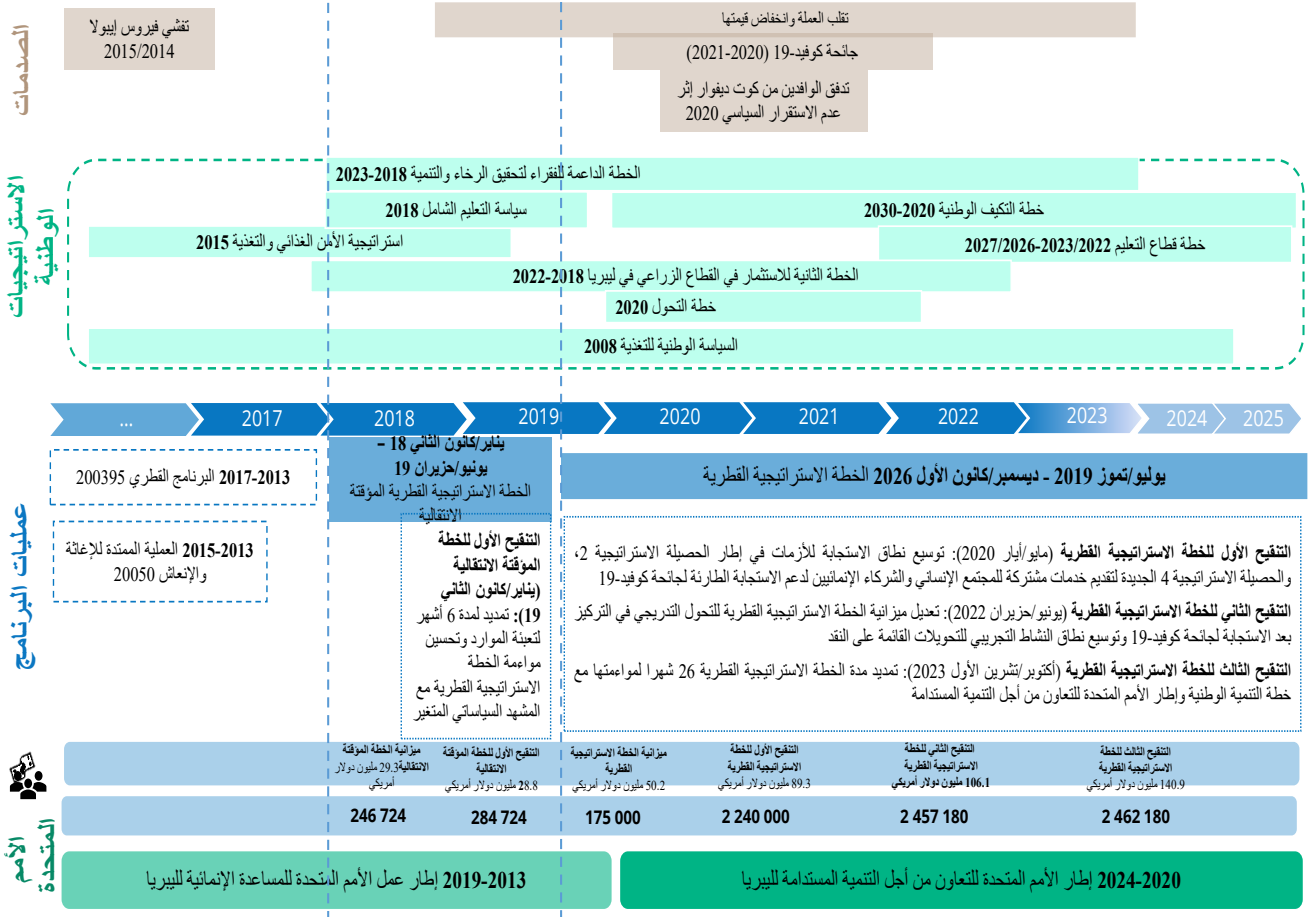 الصدمات
تفشي فيروس إيبولا
2015/2014
تقلب العملة وانخفاض قيمتها
جائحة كوفيد-19 (2020-2021)
تدفق الوافدين من كوت ديفوار إثر
عدم الاستقرار السياسي 2020
الاستراتيجيات
الوطنية
الخطة الداعمة للفقراء لتحقيق الرخاء والتنمية 2018-2023
سياسة التعليم الشامل 2018
خطة التكيف الوطنية 2020-2030
استراتيجية الأمن الغذائي والتغذية 2015
خطة قطاع التعليم 2023/2022-2027/2026
الخطة الثانية للاستثمار في القطاع الزراعي في ليبريا 2018-2022
خطة التحول 2020
السياسة الوطنية للتغذية 2008
...
2017
2018
2019
2020
2021
2022
2023
2024
2025
عمليات البرنامج
2013-2017 البرنامج القطري 200395
2013-2015 العملية الممتدة للإغاثة
والإنعاش 20050
يناير/كانون الثاني 18 –
يونيو/حزيران 19
الخطة الاستراتيجية القطرية المؤقتة
الانتقالية
التنقيح الأول للخطة
المؤقتة الانتقالية
(يناير/كانون الثاني
19): تمديد لمدة 6 أشهر
لتعبئة الموارد وتحسين
مواءمة الخطة
الاستراتيجية القطرية مع
المشهد السياساتي المتغير
يوليو/تموز 2019 - ديسمبر/كانون الأول 2026 الخطة الاستراتيجية القطرية
التنقيح الأول للخطة الاستراتيجية القطرية (مايو/أيار 2020): توسيع نطاق الاستجابة للأزمات في إطار الحصيلة الاستراتيجية 2،
والحصيلة الاستراتيجية 4 الجديدة لتقديم خدمات مشتركة للمجتمع الإنساني والشركاء الإنمائيين لدعم الاستجابة الطارئة لجائحة كوفيد-19
التنقيح الثاني للخطة الاستراتيجية القطرية (يونيو/حزيران 2022): تعديل ميزانية الخطة الاستراتيجية القطرية للتحول التدريجي في التركيز
بعد الاستجابة لجائحة كوفيد-19 وتوسيع نطاق النشاط التجريبي للتحويلات القائمة على النقد
التنقيح الثالث للخطة الاستراتيجية القطرية (أكتوبر/تشرين الأول 2023): تمديد مدة الخطة الاستراتيجية القطرية 26 شهرا لمواءمتها مع
خطة التنمية الوطنية وإطار الأمم المتحدة للتعاون من أجل التنمية المستدامة
ميزانية الخطة المؤقتة
الانتقالية29.3 مليون دولار
أمريكي
التنقيح الأول للخطة المؤقتة
الانتقالية
28.8 مليون دولار أمريكي
ميزانية الخطة الاستراتيجية
القطرية
50.2 مليون دولار أمريكي
التنقيح الأول للخطة
الاستراتيجية القطرية
89.3 مليون دولار أمريكي
التنقيح الثاني للخطة
الاستراتيجية القطرية
106.1 مليون دولار أمريكي
التنقيح الثالث للخطة
الاستراتيجية القطرية
140.9 مليون دولار أمريكي
246 724
284 724
175 000
2 240 000
2 457 180
2 462 180
الأمم
المتحدة
2013-2019 إطار عمل الأمم المتحدة للمساعدة الإنمائية لليبريا
2020-2024 إطار الأمم المتحدة للتعاون من أجل التنمية المستدامة لليبريا